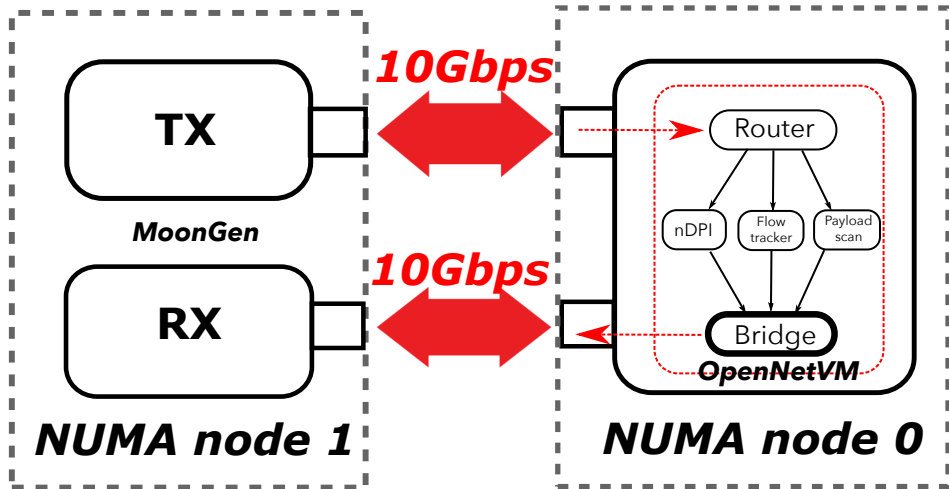 10Gbps
TX
Router
MoonGen
nDPI
Flow
tracker
Payload
scan
10Gbps
RX
Bridge
OpenNetVM
NUMA node 1
NUMA node 0